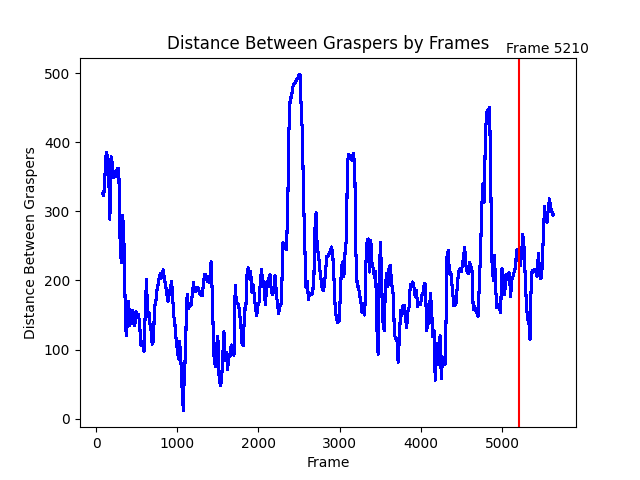 Distance Between Graspers by Frames
Frame 5210
Distance Between Graspers
500
400
300
200
100
0
0 1000 2000 3000 4000 5000
Frame